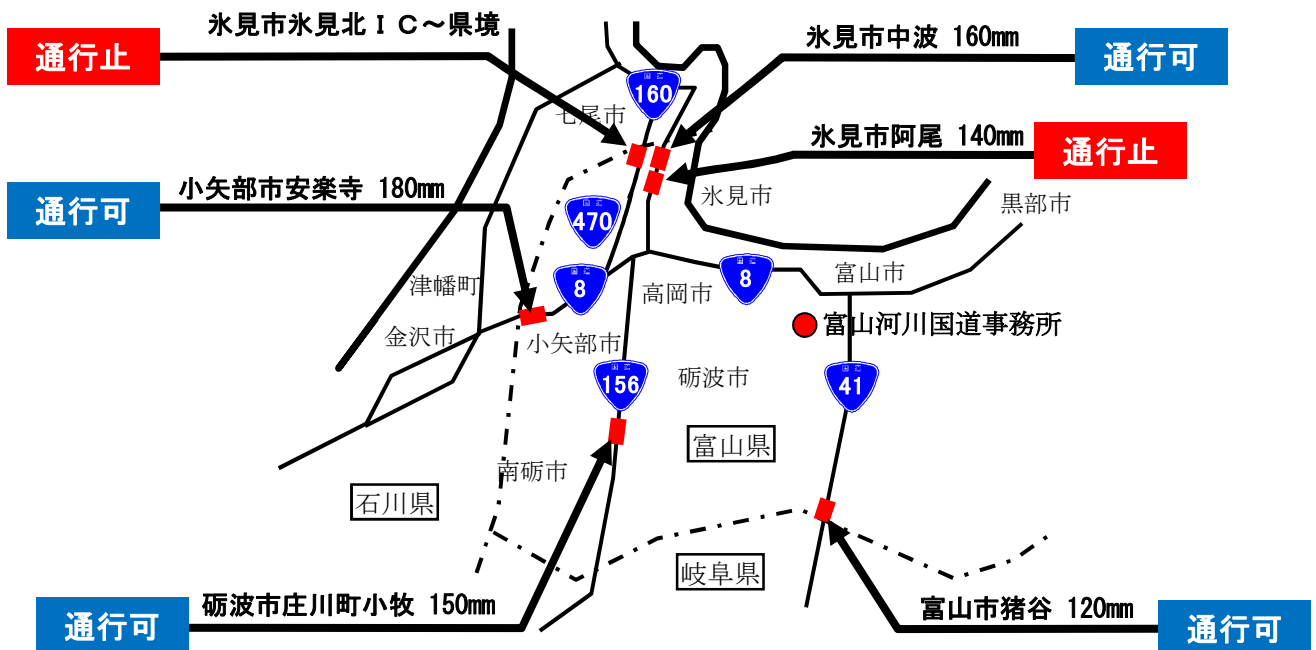 氷見市氷見北ＩＣ～県境
通行止
氷見市中波 160mm
通行可
160
七尾市
氷見市阿尾 140mm
通行止
小矢部市安楽寺 180mm
通行可
氷見市
黒部市
470
津幡町
8
高岡市
8
富山市
金沢市
小矢部市
富山河川国道事務所
156
砺波市
41
富山県
南砺市
石川県
岐阜県
砺波市庄川町小牧 150mm
通行可
富山市猪谷 120mm
通行可